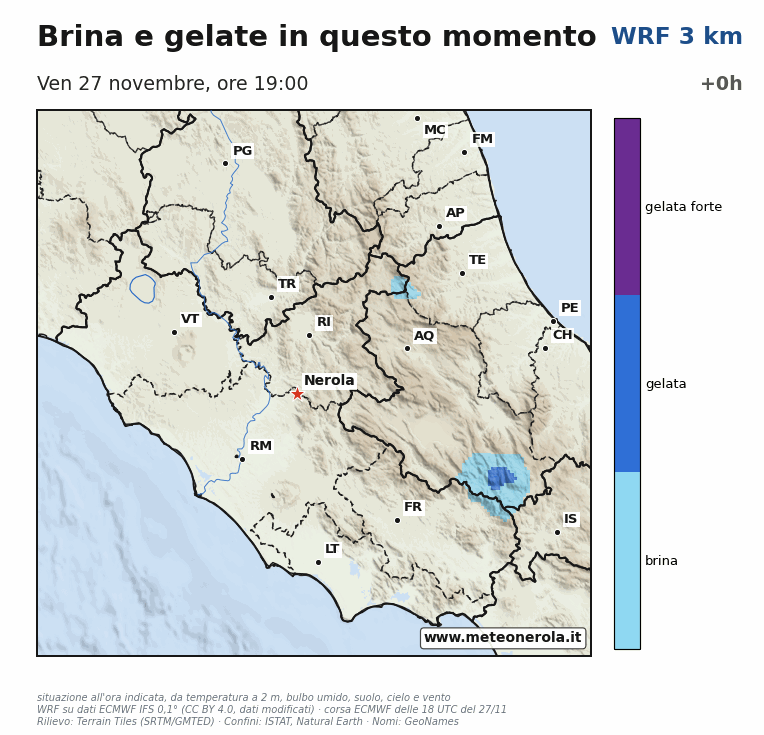 Brina e gelate in questo momento WRF 3 km
Ven 27 novembre, ore 19:00 +0h
MC
FM
PG
AP
TE
TR
PE
VT
RI
AQ
CH
Nerola
RM
FR
IS
LT
www.meteonerola.it
gelata forte
gelata
brina
situazione all'ora indicata, da temperatura a 2 m, bulbo umido, suolo, cielo e vento
WRF su dati ECMWF IFS 0,1° (CC BY 4.0, dati modificati) · corsa ECMWF delle 18 UTC del 27/11
Rilievo: Terrain Tiles (SRTM/GMTED) · Confini: ISTAT, Natural Earth · Nomi: GeoNames